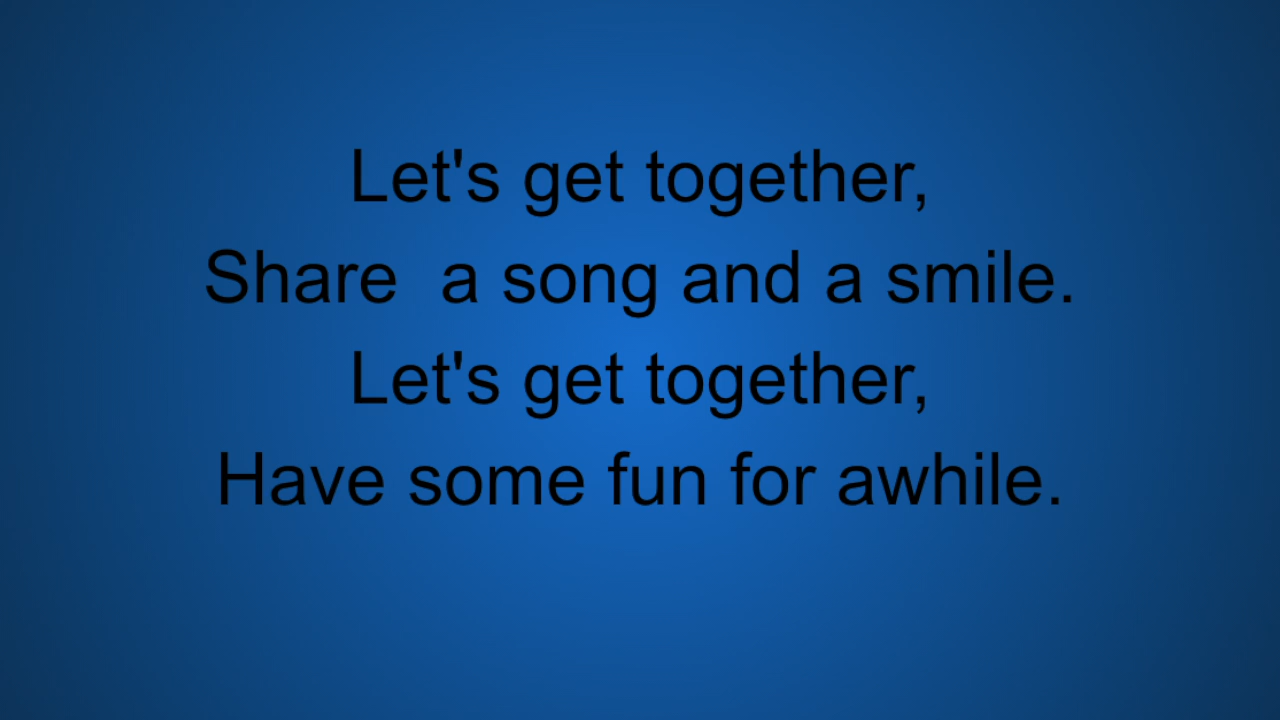 Let's get together,
Share  a song and a smile.
Let's get together,
Have some fun for awhile.